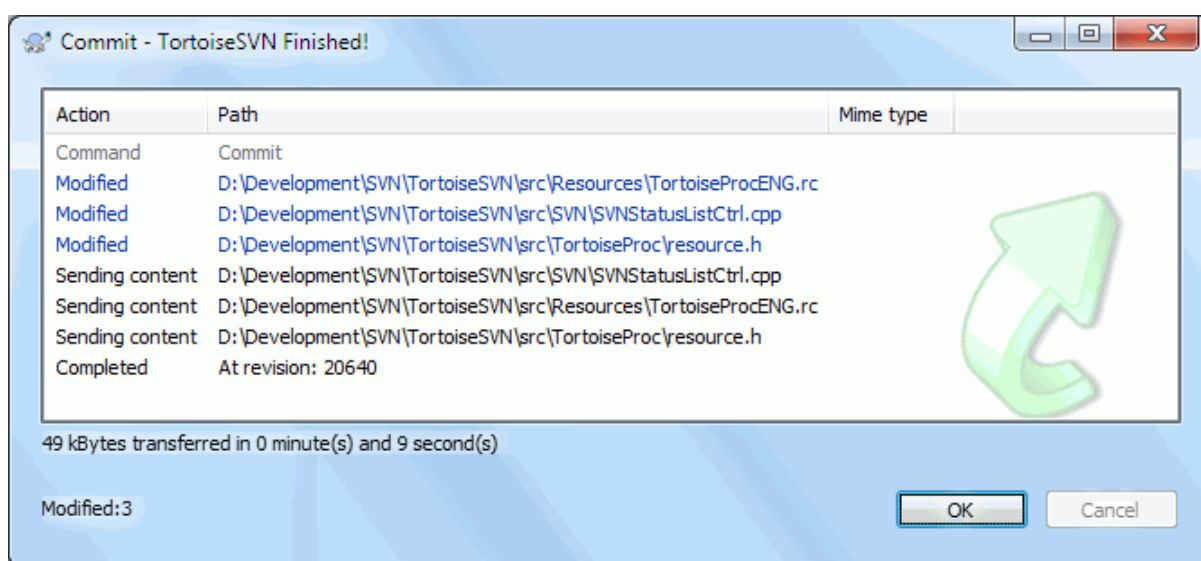 Commit - TortoiseSVN Finished!
Action Path Mime type
Command Commit
Modified D:\Development\SVN\TortoiseSVN\src\Resources\TortoiseProcENG.rc
Modified D:\Development\SVN\TortoiseSVN\src\SVN\SVNStatusListCtrl.cpp
Modified D:\Development\SVN\TortoiseSVN\src\TortoiseProc\resource.h
Sending content D:\Development\SVN\TortoiseSVN\src\SVN\SVNStatusListCtrl.cpp
Sending content D:\Development\SVN\TortoiseSVN\src\Resources\TortoiseProcENG.rc
Sending content D:\Development\SVN\TortoiseSVN\src\TortoiseProc\resource.h
Completed At revision: 20640
49 kBytes transferred in 0 minute(s) and 9 second(s)
Modified:3
OK Cancel